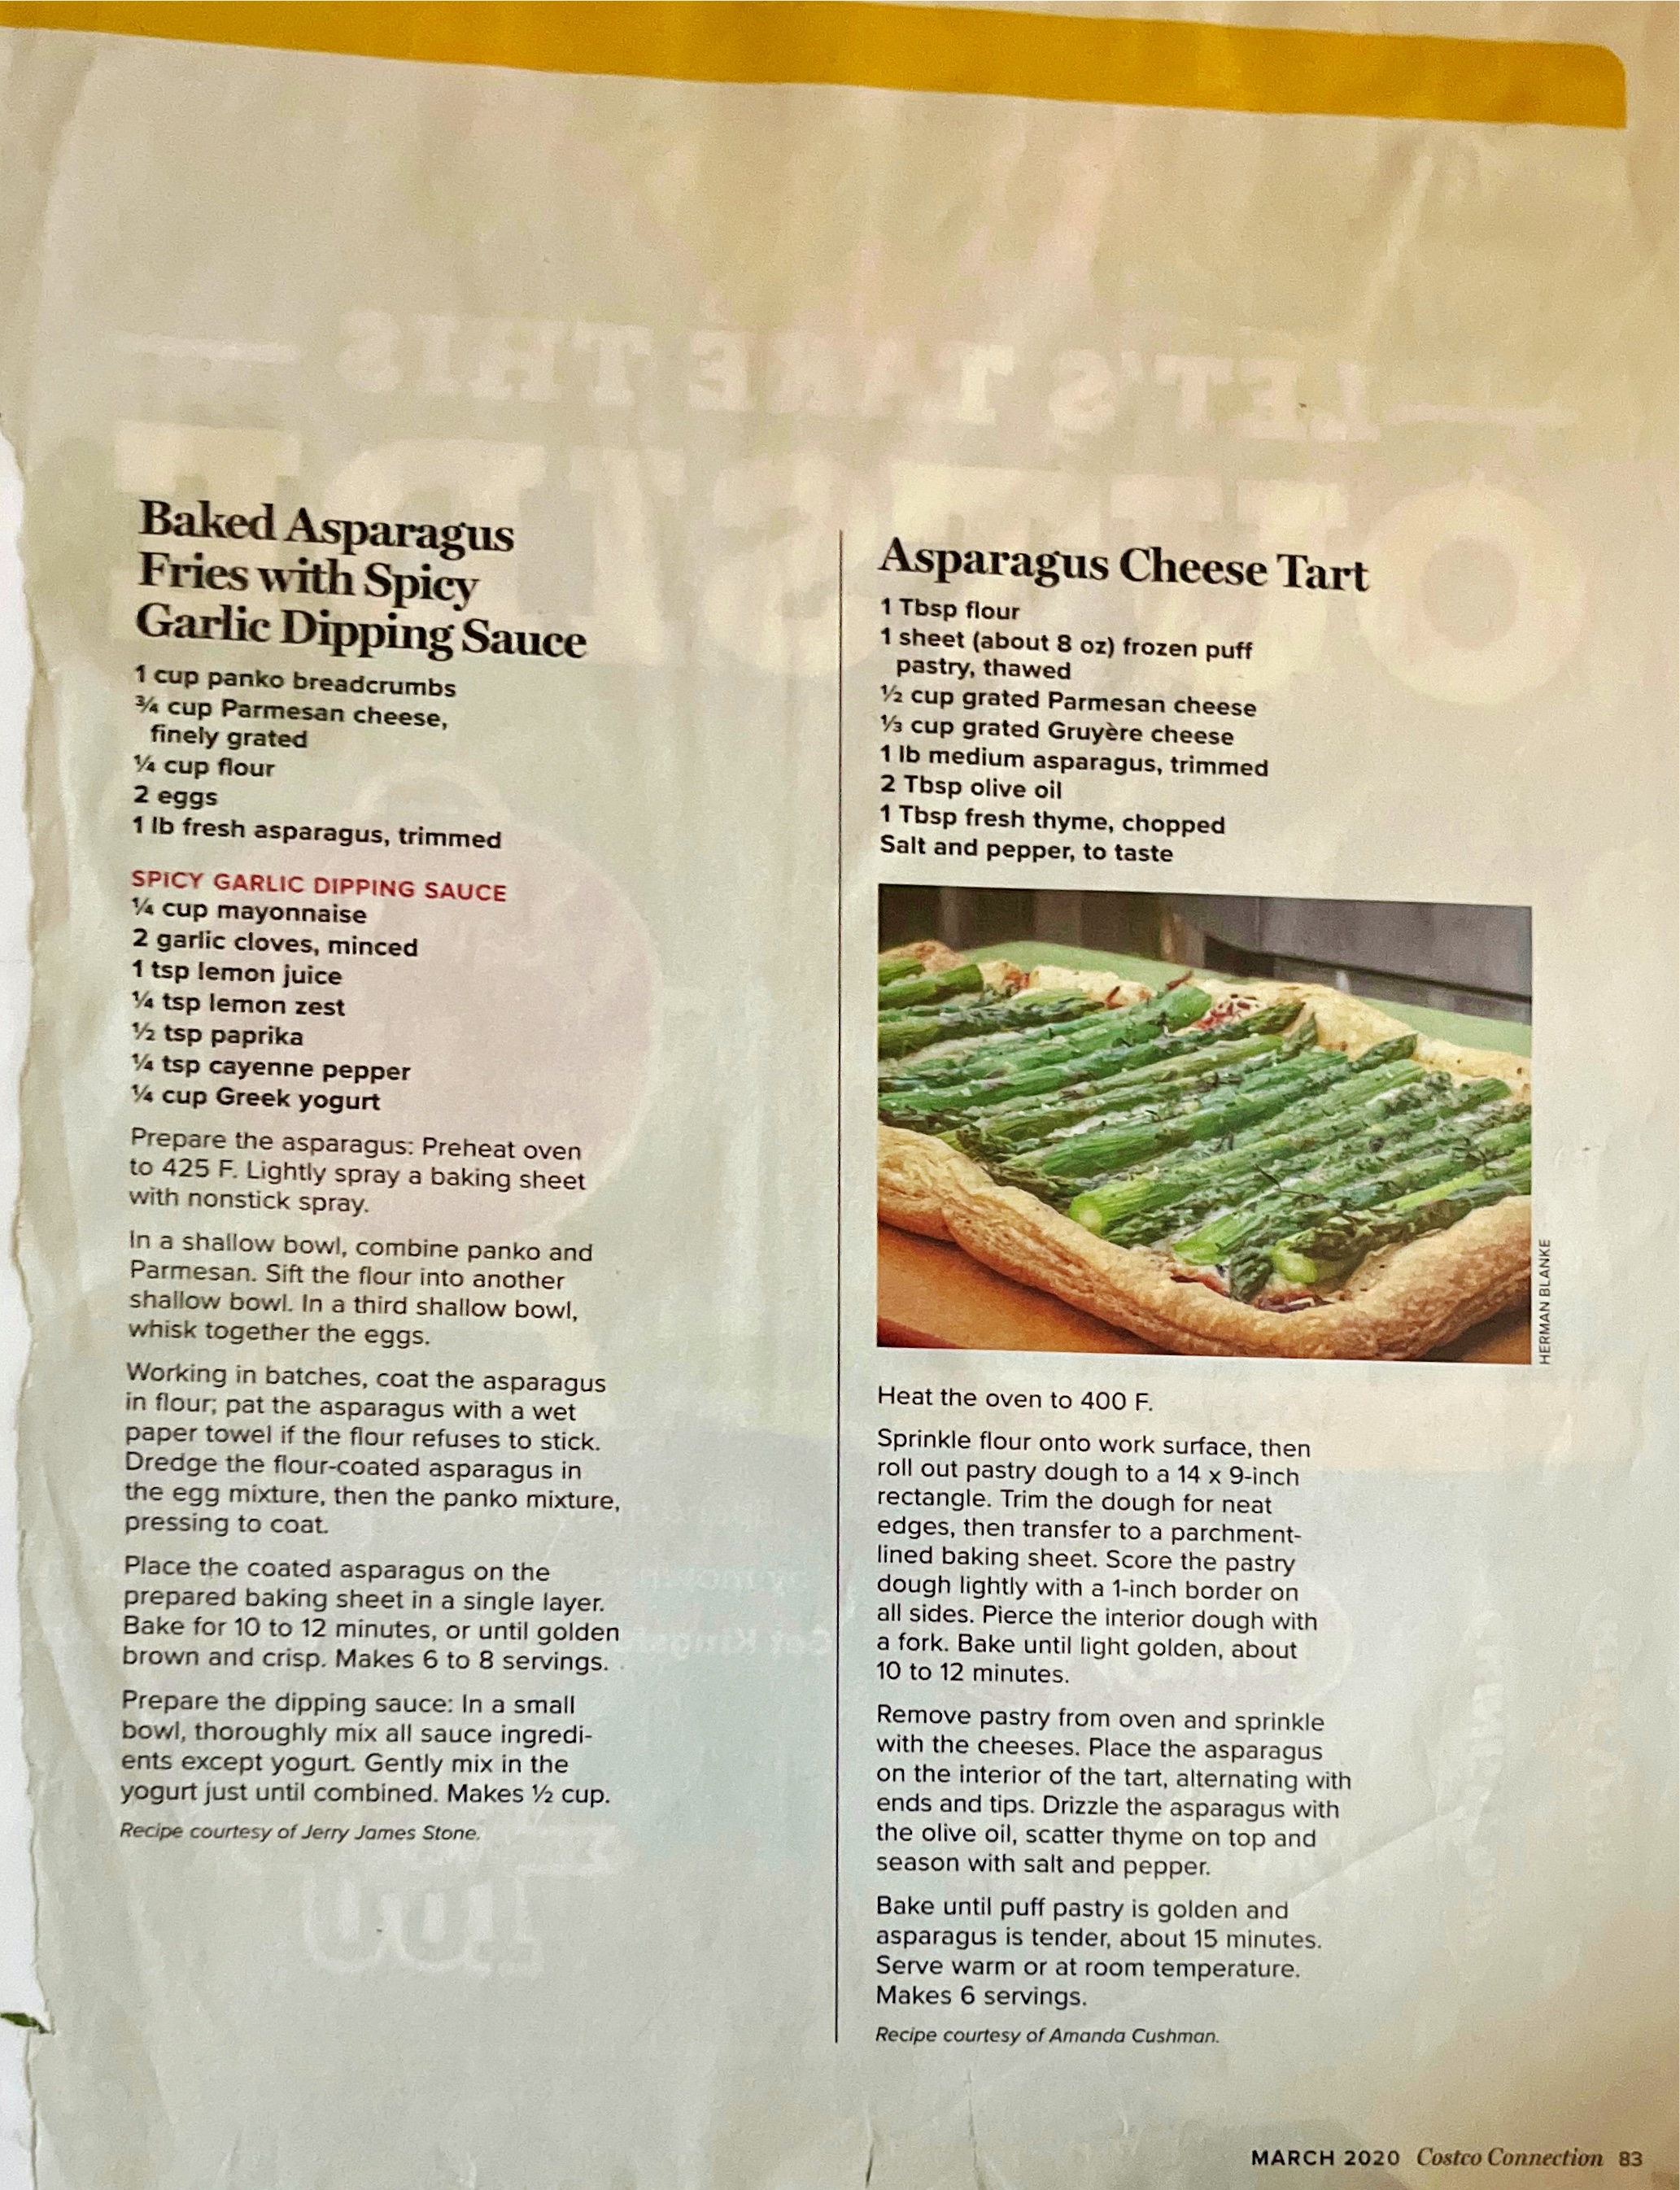 Baked Asparagus
Fries with Spicy
Garlic Dipping Sauce
1 cup panko breadcrumbs
¾ cup Parmesan cheese,
finely grated
¼ cup flour
2 eggs
1 lb fresh asparagus, trimmed
SPICY GARLIC DIPPING SAUCE
¼ cup mayonnaise
2 garlic cloves, minced
1 tsp lemon juice
¼ tsp lemon zest
½ tsp paprika
¼ tsp cayenne pepper
¼ cup Greek yogurt
Prepare the asparagus: Preheat oven
to 425 F. Lightly spray a baking sheet
with nonstick spray.
In a shallow bowl, combine panko and
Parmesan. Sift the flour into another
shallow bowl. In a third shallow bowl,
whisk together the eggs.
Working in batches, coat the asparagus
in flour; pat the asparagus with a wet
paper towel if the flour refuses to stick.
Dredge the flour-coated asparagus in
the egg mixture, then the panko mixture,
pressing to coat.
Place the coated asparagus on the
prepared baking sheet in a single layer.
Bake for 10 to 12 minutes, or until golden
brown and crisp. Makes 6 to 8 servings.
Prepare the dipping sauce: In a small
bowl, thoroughly mix all sauce ingredi-
ents except yogurt. Gently mix in the
yogurt just until combined. Makes ½ cup.
Recipe courtesy of Jerry James Stone.
Asparagus Cheese Tart
1 Tbsp flour
1 sheet (about 8 oz) frozen puff
pastry, thawed
½ cup grated Parmesan cheese
⅓ cup grated Gruyère cheese
1 lb medium asparagus, trimmed
2 Tbsp olive oil
1 Tbsp fresh thyme, chopped
Salt and pepper, to taste
HERMAN BLANKE
Heat the oven to 400 F.
Sprinkle flour onto work surface, then
roll out pastry dough to a 14 x 9-inch
rectangle. Trim the dough for neat
edges, then transfer to a parchment-
lined baking sheet. Score the pastry
dough lightly with a 1-inch border on
all sides. Pierce the interior dough with
a fork. Bake until light golden, about
10 to 12 minutes.
Remove pastry from oven and sprinkle
with the cheeses. Place the asparagus
on the interior of the tart, alternating with
ends and tips. Drizzle the asparagus with
the olive oil, scatter thyme on top and
season with salt and pepper.
Bake until puff pastry is golden and
asparagus is tender, about 15 minutes.
Serve warm or at room temperature.
Makes 6 servings.
Recipe courtesy of Amanda Cushman.
MARCH 2020 Costco Connection 83
LET'S TAKE THIS